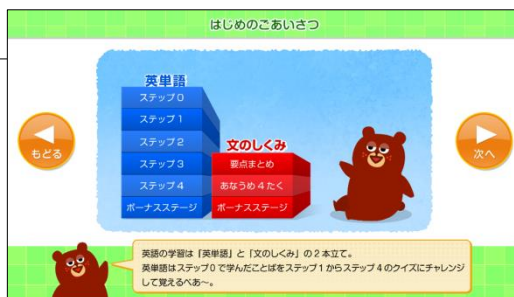 はじめのごあいさつ
英単語
ステップ0
ステップ1
ステップ2
ステップ3
ステップ4
ボーナスステージ
文のしくみ
要点まとめ
あなうめ4たく
ボーナスステージ
もどる
次へ
英語の学習は「英単語」と「文のしくみ」の2本立て。
英単語はステップ0で学んだことばをステップ1からステップ4のクイズにチャレンジ
して覚えるべあ～。